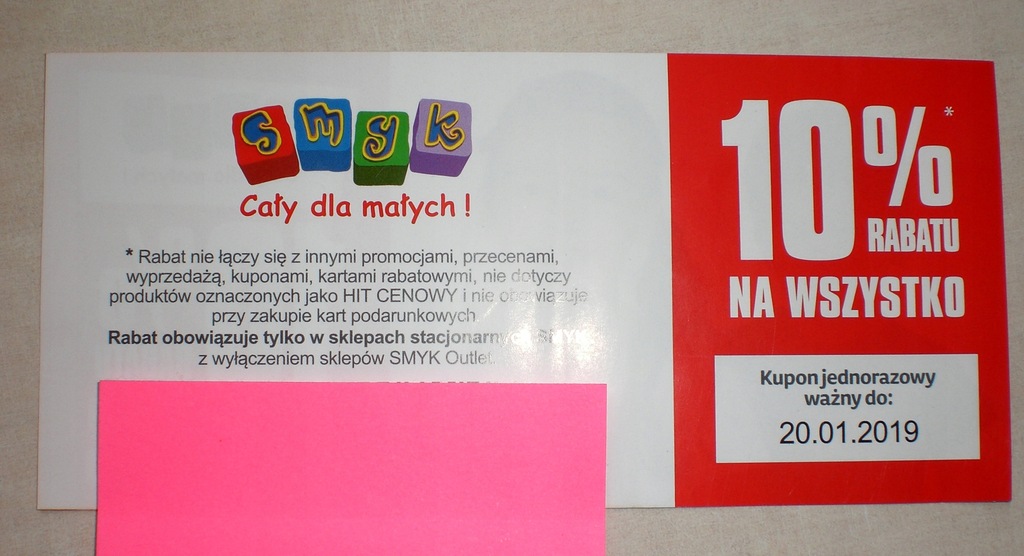 smyk
Cały dla małych !
* Rabat nie łączy się z innymi promocjami, przecenami,
wyprzedażą, kuponami, kartami rabatowymi, nie dotyczy
produktów oznaczonych jako HIT CENOWY i nie obowiązuje
przy zakupie kart podarunkowych.
Rabat obowiązuje tylko w sklepach stacjonarnych SMYK
z wyłączeniem sklepów SMYK Outlet.
10%*
RABATU
NA WSZYSTKO
Kupon jednorazowy
ważny do:
20.01.2019